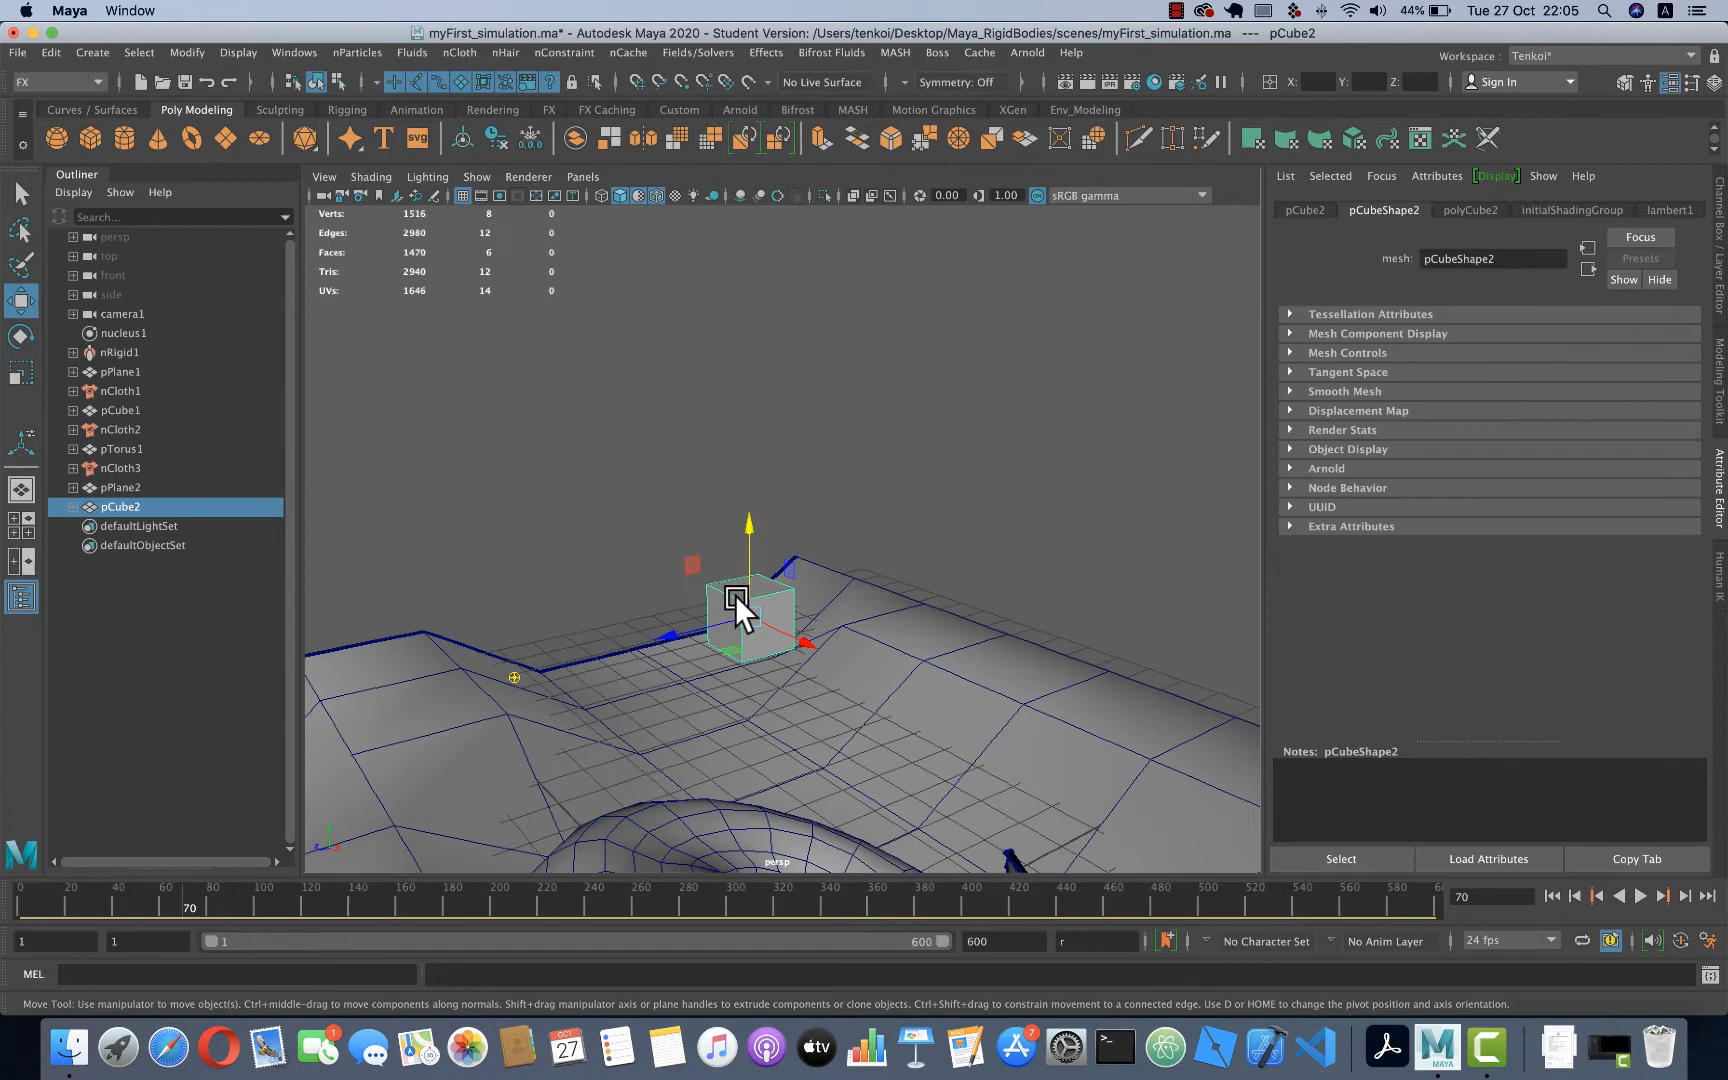 Maya Window 44% Tue 27 Oct 22:05 A
myFirst_simulation.ma* - Autodesk Maya 2020 - Student Version: /Users/tenkoi/Desktop/Maya_RigidBodies/scenes/myFirst_simulation.ma --- pCube2
File Edit Create Select Modify Display Windows nParticles Fluids nCloth nHair nConstraint nCache Fields/Solvers Effects Bifrost Fluids MASH Boss Cache Arnold Help Workspace : Tenkoi*
FX No Live Surface Symmetry: Off X: Y: Z: Sign In
Curves / Surfaces Poly Modeling Sculpting Rigging Animation Rendering FX FX Caching Custom Arnold Bifrost MASH Motion Graphics XGen Env_Modeling
T svg 0,0,0
Outliner
Display Show Help
Search...
persp
top
front
side
camera1
nucleus1
nRigid1
pPlane1
nCloth1
pCube1
nCloth2
pTorus1
nCloth3
pPlane2
pCube2
defaultLightSet
defaultObjectSet
View Shading Lighting Show Renderer Panels
0.00 1.00 sRGB gamma
Verts: 1516 8 0
Edges: 2980 12 0
Faces: 1470 6 0
Tris: 2940 12 0
UVs: 1646 14 0
persp
List Selected Focus Attributes Display Show Help
pCube2 pCubeShape2 polyCube2 initialShadingGroup lambert1
mesh: pCubeShape2
Focus
Presets
Show Hide
Tessellation Attributes
Mesh Component Display
Mesh Controls
Tangent Space
Smooth Mesh
Displacement Map
Render Stats
Object Display
Arnold
Node Behavior
UUID
Extra Attributes
Notes: pCubeShape2
Select Load Attributes Copy Tab
Channel Box / Layer Editor
Modeling Toolkit
Attribute Editor
Human IK
0 20 40 60 80 100 120 140 160 180 200 220 240 260 280 300 320 340 360 380 400 420 440 460 480 500 520 540 560 580 60
70
70
1 1 1 600 600 r No Character Set No Anim Layer 24 fps
MEL
Move Tool: Use manipulator to move object(s). Ctrl+middle-drag to move components along normals. Shift+drag manipulator axis or plane handles to extrude components or clone objects. Ctrl+Shift+drag to constrain movement to a connected edge. Use D or HOME to change the pivot position and axis orientation.
1 OCT 27 tv 7 MAYA